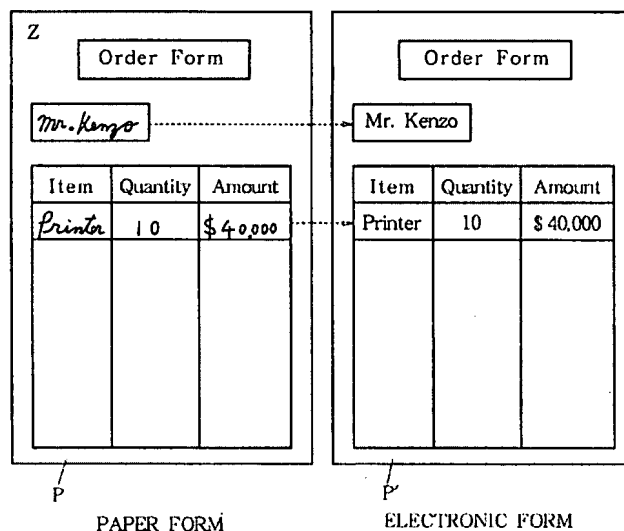 Z
Order Form
Mr. Kenzo
Item Quantity Amount
Printer 10 $40,000
P
PAPER FORM
Order Form
Mr. Kenzo
Item Quantity Amount
Printer 10 $40,000
P'
ELECTRONIC FORM